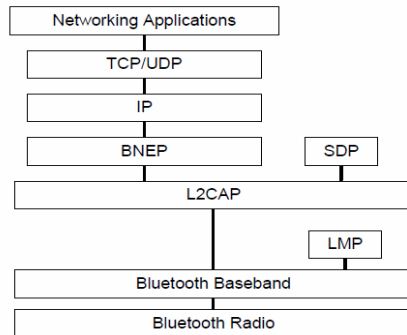 Networking Applications
TCP/UDP
IP
BNEP
SDP
L2CAP
LMP
Bluetooth Baseband
Bluetooth Radio